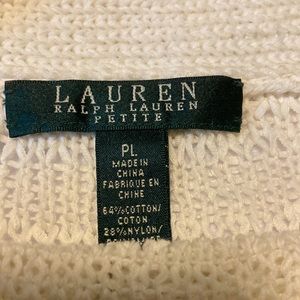 LAUREN
RALPH LAUREN
PETITE
PL
MADE IN
CHINA
FABRIQUE EN
CHINE
64%COTTON/
COTON
28%NYLON/